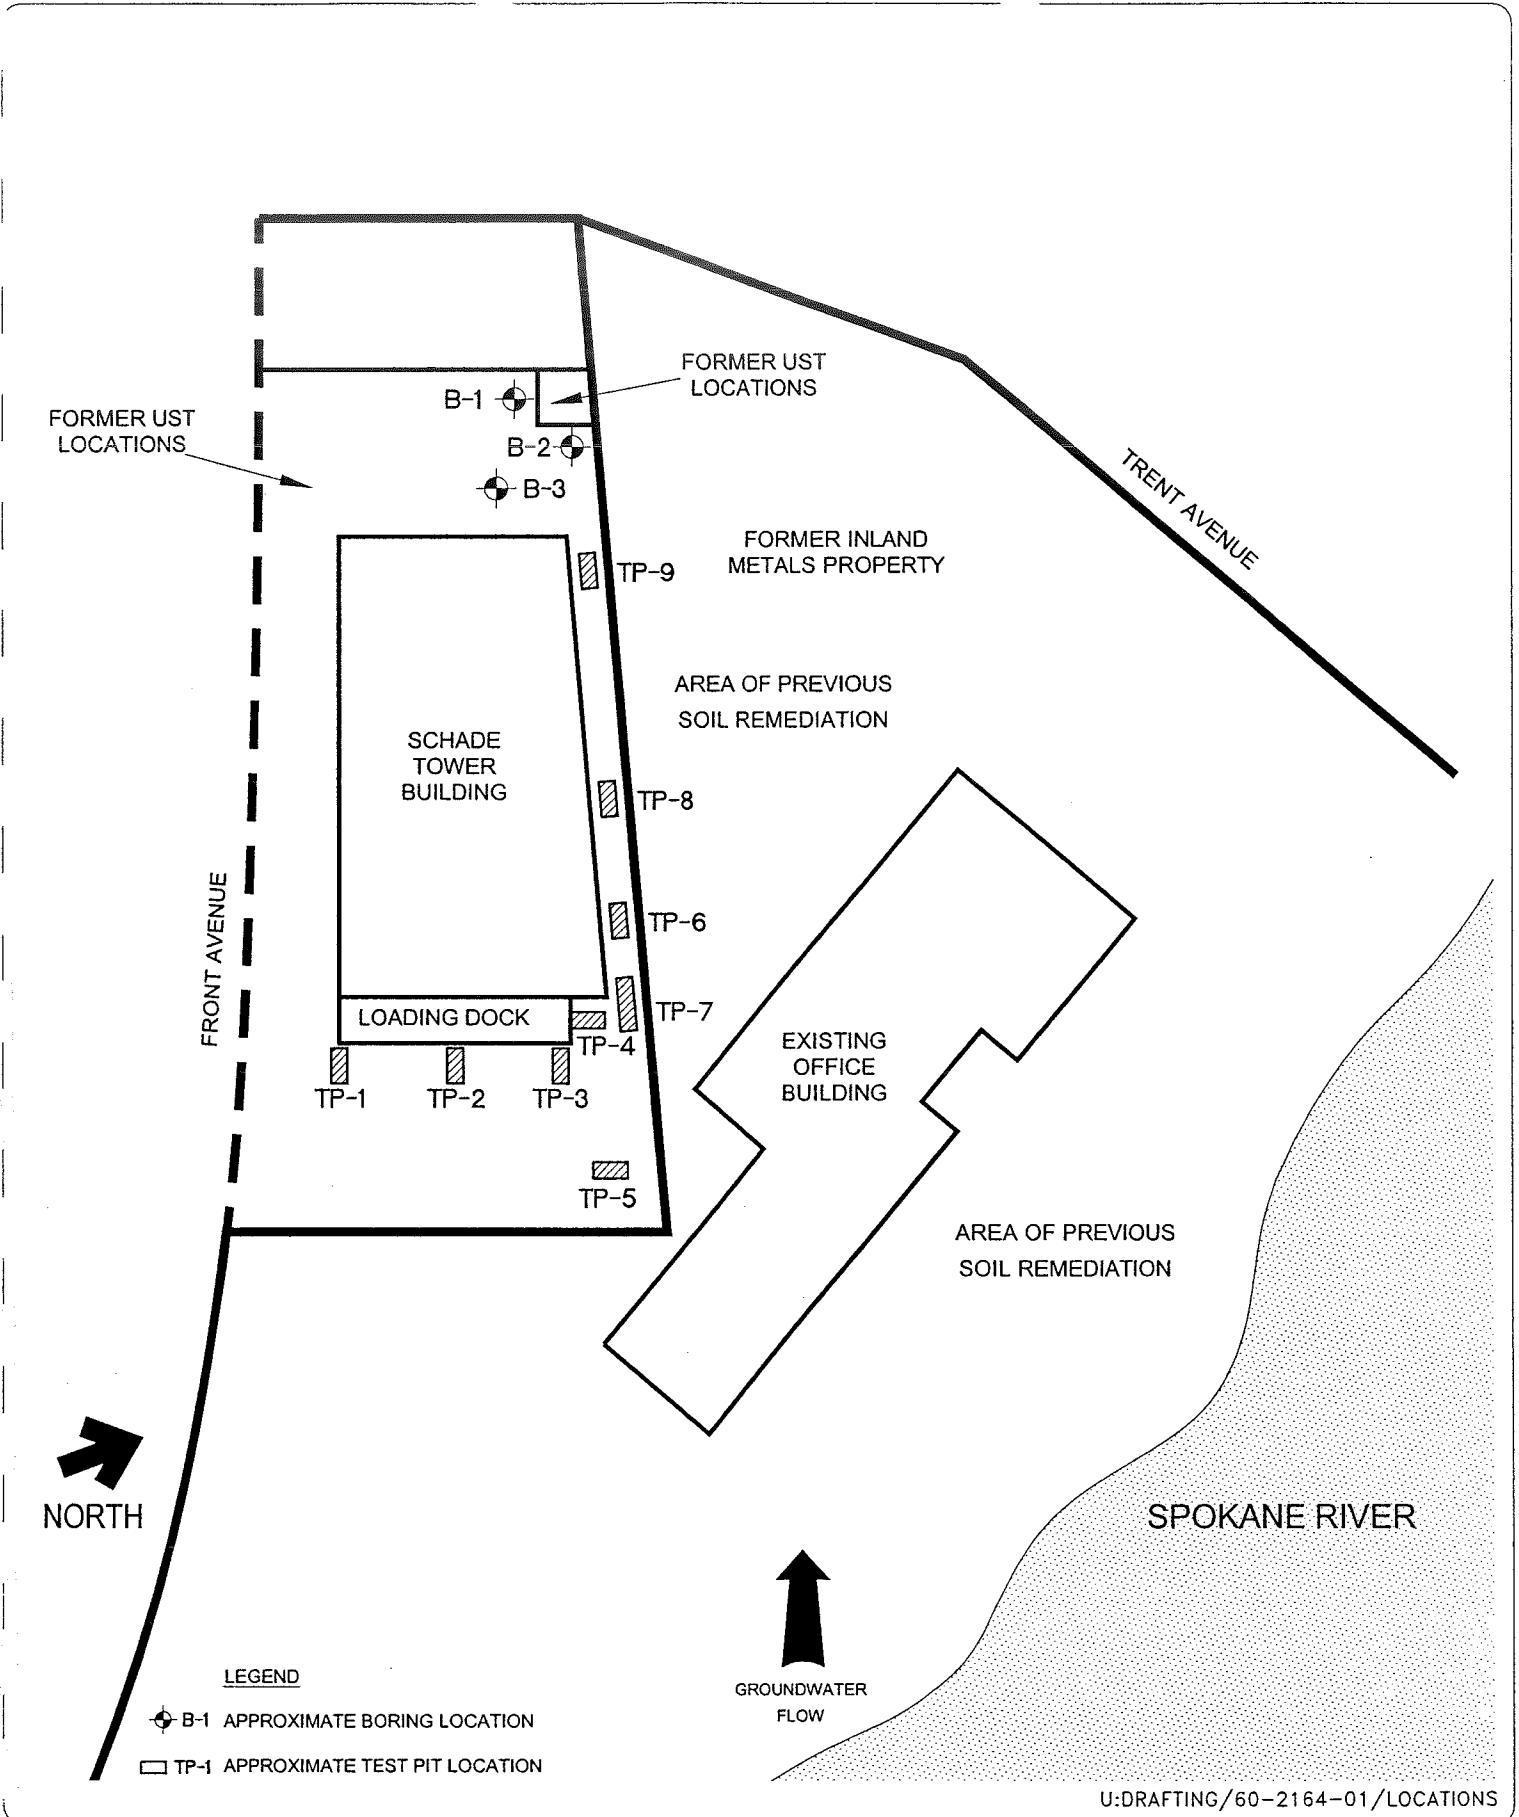 FORMER UST
LOCATIONS
B-1
FORMER UST
LOCATIONS
B-2
B-3
TRENT AVENUE
FORMER INLAND
METALS PROPERTY
TP-9
AREA OF PREVIOUS
SOIL REMEDIATION
SCHADE
TOWER
BUILDING
TP-8
FRONT AVENUE
TP-6
TP-7
LOADING DOCK
TP-4
EXISTING
OFFICE
BUILDING
TP-1
TP-2
TP-3
TP-5
AREA OF PREVIOUS
SOIL REMEDIATION
NORTH
SPOKANE RIVER
GROUNDWATER
FLOW
LEGEND
B-1 APPROXIMATE BORING LOCATION
TP-1 APPROXIMATE TEST PIT LOCATION
U:DRAFTING/60-2164-01/LOCATIONS